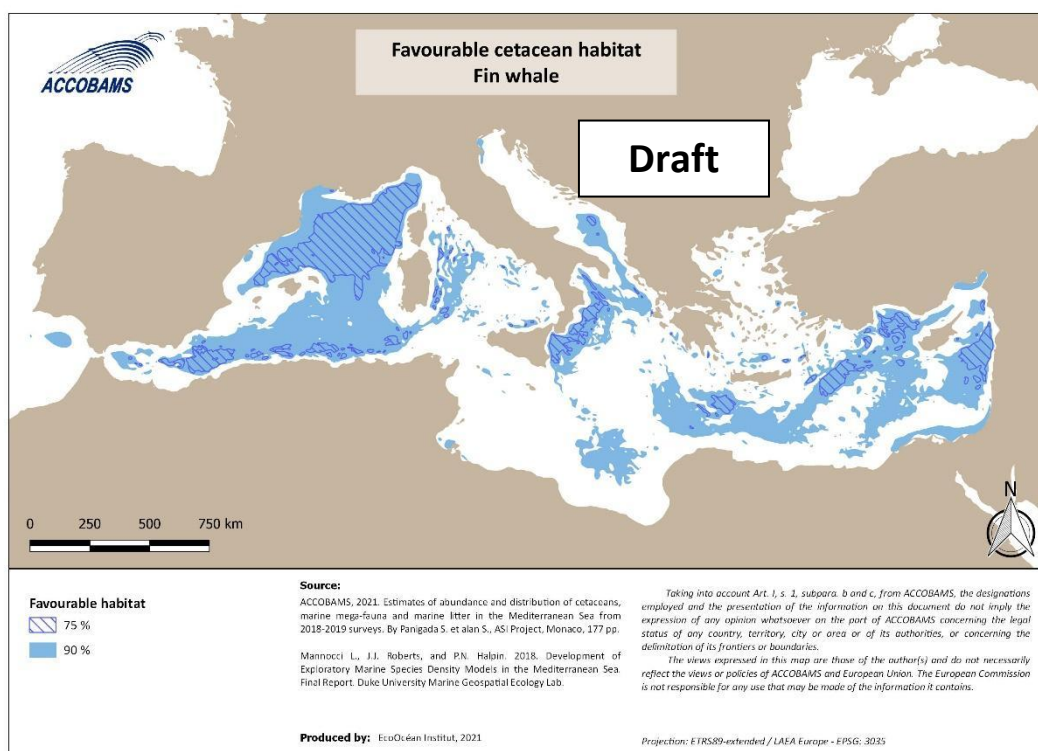 ACCOBAMS
Favourable cetacean habitat
Fin whale
Draft
N
0 250 500 750 km
Favourable habitat
75 %
90 %
Source:
ACCOBAMS, 2021. Estimates of abundance and distribution of cetaceans,
marine mega-fauna and marine litter in the Mediterranean Sea from
2018-2019 surveys. By Panigada S. et alan S., ASI Project, Monaco, 177 pp.
Mannocci L., J.J. Roberts, and P.N. Halpin. 2018. Development of
Exploratory Marine Species Density Models in the Mediterranean Sea.
Final Report. Duke University Marine Geospatial Ecology Lab.
Produced by: EcoOcéan Institut, 2021
Taking into account Art. I, s. 1, subpara. b and c, from ACCOBAMS, the designations
employed and the presentation of the information on this document do not imply the
expression of any opinion whatsoever on the part of ACCOBAMS concerning the legal
status of any country, territory, city or area or of its authorities, or concerning the
delimitation of its frontiers or boundaries.
The views expressed in this map are those of the author(s) and do not necessarily
reflect the views or policies of ACCOBAMS and European Union. The European Commission
is not responsible for any use that may be made of the information it contains.
Projection: ETRS89-extended / LAEA Europe - EPSG: 3035